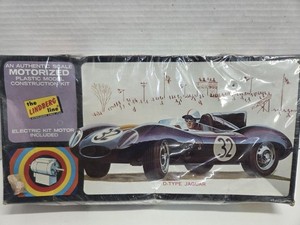 AN AUTHENTIC SCALE
MOTORIZED
PLASTIC MODEL
CONSTRUCTION KIT
the
LINDBERG
line
ELECTRIC KIT MOTOR
INCLUDED
32
32
D-TYPE JAGUAR